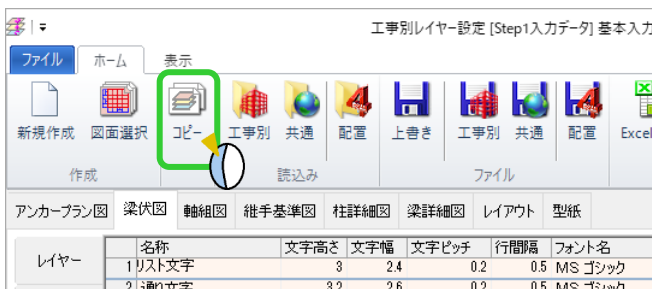 工事別レイヤー設定 [Step1入力データ] 基本入力
ファイル ホーム 表示
新規作成 図面選択 コピー 工事別 共通 配置 上書き 工事別 共通 配置 Excel
作成 読込み ファイル
アンカープラン図 梁伏図 軸組図 継手基準図 柱詳細図 梁詳細図 レイアウト 型紙
レイヤー 名称 文字高さ 文字幅 文字ピッチ 行間隔 フォント名
1 リスト文字 3 2.4 0.2 0.5 MS ゴシック
2 通り文字 3.2 2.6 0.2 0.5 MS ゴシック